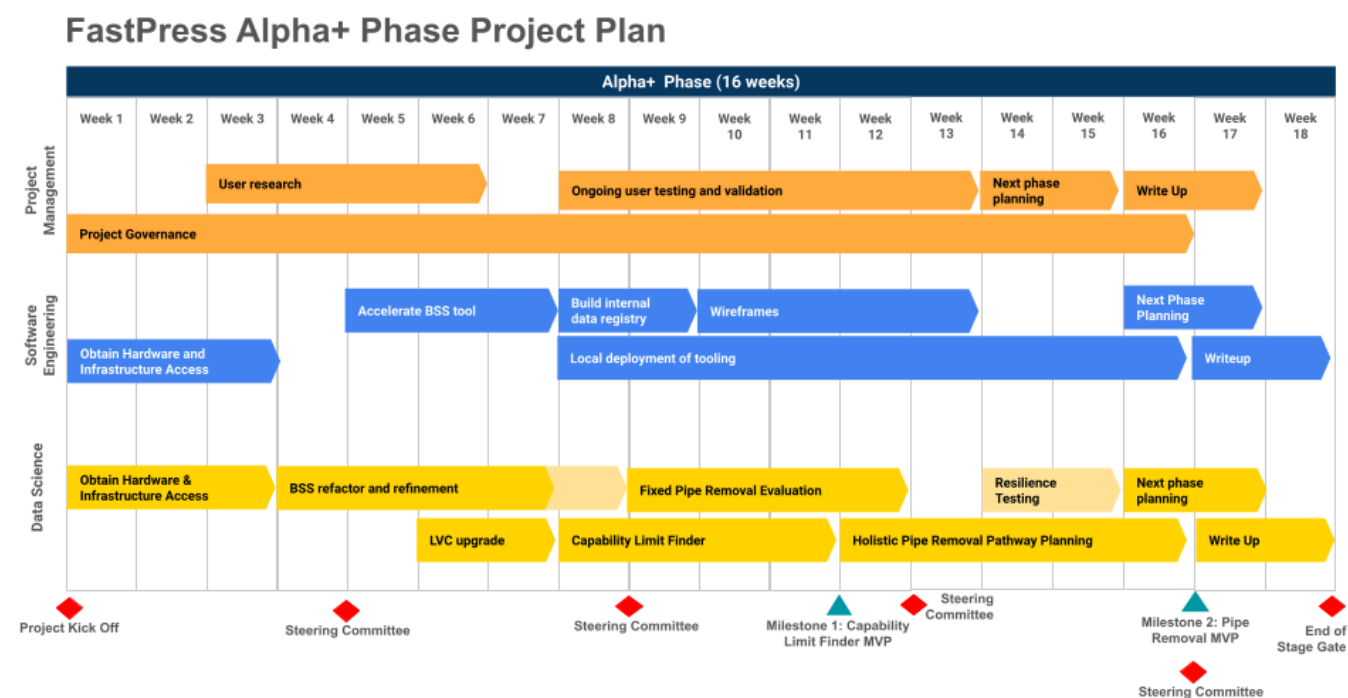 FastPress Alpha+ Phase Project Plan
Alpha+ Phase (16 weeks)
Week 1
Week 2
Week 3
Week 4
Week 5
Week 6
Week 7
Week 8
Week 9
Week
10
Week
11
Week
12
Week
13
Week
14
Week
15
Week
16
Week
17
Week
18
Project
Management
User research
Ongoing user testing and validation
Next phase
planning
Write Up
Project Governance
Software
Engineering
Accelerate BSS tool
Build internal
data registry
Wireframes
Next Phase
Planning
Obtain Hardware and
Infrastructure Access
Local deployment of tooling
Writeup
Data Science
Obtain Hardware &
Infrastructure Access
BSS refactor and refinement
Fixed Pipe Removal Evaluation
Resilience
Testing
Next phase
planning
LVC upgrade
Capability Limit Finder
Holistic Pipe Removal Pathway Planning
Write Up
Project Kick Off
Steering Committee
Steering Committee
Milestone 1: Capability
Limit Finder MVP
Steering
Committee
Milestone 2: Pipe
Removal MVP
Steering Committee
End of
Stage Gate